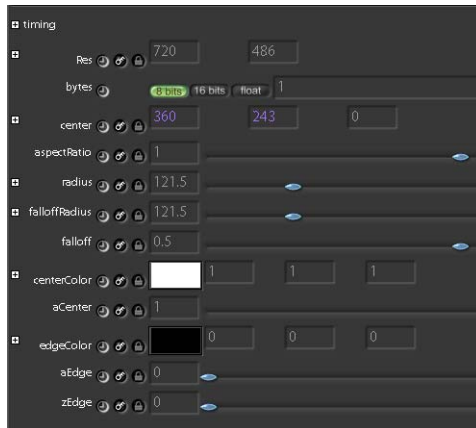 timing
Res 720 486
bytes 8 bits 16 bits float 1
center 360 243 0
aspectRatio 1
radius 121.5
falloffRadius 121.5
falloff 0.5
centerColor 1 1 1
aCenter 1
edgeColor 0 0 0
aEdge 0
zEdge 0